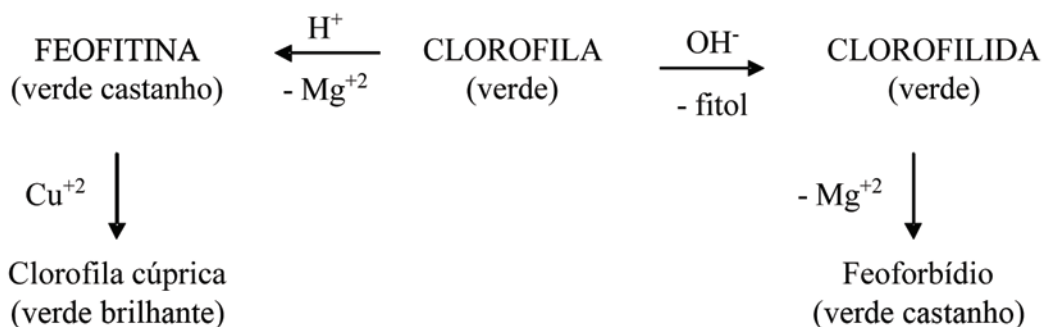 FEOFITINA
(verde castanho)
H+
- Mg+2
CLOROFILA
(verde)
OH-
- fitol
CLOROFILIDA
(verde)
Cu+2
- Mg+2
Clorofila cúprica
(verde brilhante)
Feoforbídio
(verde castanho)